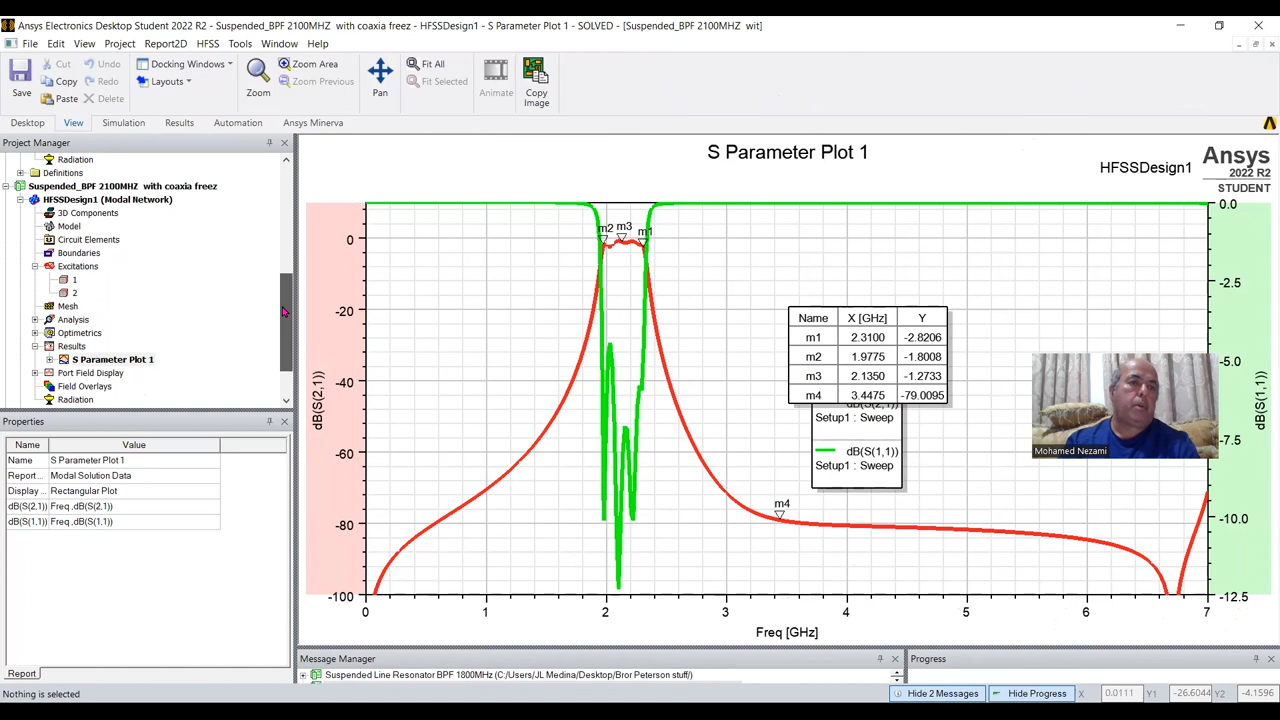 Ansys Electronics Desktop Student 2022 R2 - Suspended_BPF 2100MHZ  with coaxia freez - HFSSDesign1 - S Parameter Plot 1 - SOLVED - [Suspended_BPF 2100MHZ  wit]
File Edit View Project Report2D HFSS Tools Window Help
Save
Cut Undo
Copy Redo
Paste Delete
Docking Windows
Layouts
Zoom
Zoom Area
Zoom Previous
Pan
Fit All
Fit Selected
Animate
Copy
Image
Desktop View Simulation Results Automation Ansys Minerva
Project Manager
Radiation
Definitions
Suspended_BPF 2100MHZ  with coaxia freez
HFSSDesign1 (Modal Network)
3D Components
Model
Circuit Elements
Boundaries
Excitations
1
2
Mesh
Analysis
Optimetrics
Results
S Parameter Plot 1
Port Field Display
Field Overlays
Radiation
Properties
Name Value
Name S Parameter Plot 1
Report... Modal Solution Data
Display ... Rectangular Plot
dB(S(2,1)) Freq ,dB(S(2,1))
dB(S(1,1)) Freq ,dB(S(1,1))
Report
S Parameter Plot 1
HFSSDesign1
Ansys
2022 R2
STUDENT
dB(S(2,1))
0
-20
-40
-60
-80
-100
m2 m3 m1
m4
Name X [GHz] Y
m1 2.3100 -2.8206
m2 1.9775 -1.8008
m3 2.1350 -1.2733
m4 3.4475 -79.0095
dB(S(2,1))
Setup1 : Sweep
dB(S(1,1))
Setup1 : Sweep
0.0
-2.5
-5.0
-7.5
-10.0
-12.5
dB(S(1,1))
Mohamed Nezami
0 1 2 3 4 5 6 7
Freq [GHz]
Message Manager
Suspended Line Resonator BPF 1800MHz (C:/Users/JL Medina/Desktop/Bror Peterson stuff/)
Progress
Nothing is selected
Hide 2 Messages Hide Progress X 0.0111 Y1 -26.6044 Y2 -4.1596